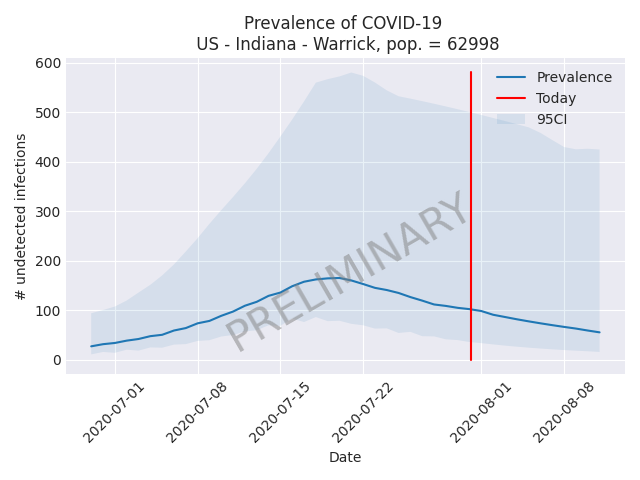 Prevalence of COVID-19
US - Indiana - Warrick, pop. = 62998
600
500
400
300
200
100
0
# undetected infections
Prevalence
Today
95CI
PRELIMINARY
2020-07-01
2020-07-08
2020-07-15
2020-07-22
2020-08-01
2020-08-08
Date